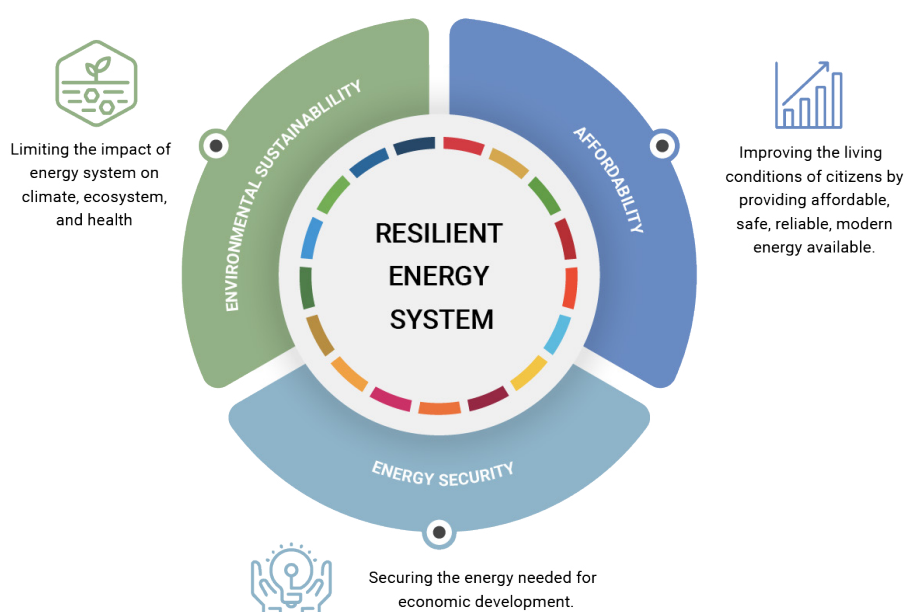 ENVIRONMENTAL SUSTAINABLILITY
Limiting the impact of
energy system on
climate, ecosystem,
and health
AFFORDABILITY
Improving the living
conditions of citizens by
providing affordable,
safe, reliable, modern
energy available.
RESILIENT
ENERGY
SYSTEM
ENERGY SECURITY
Securing the energy needed for
economic development.